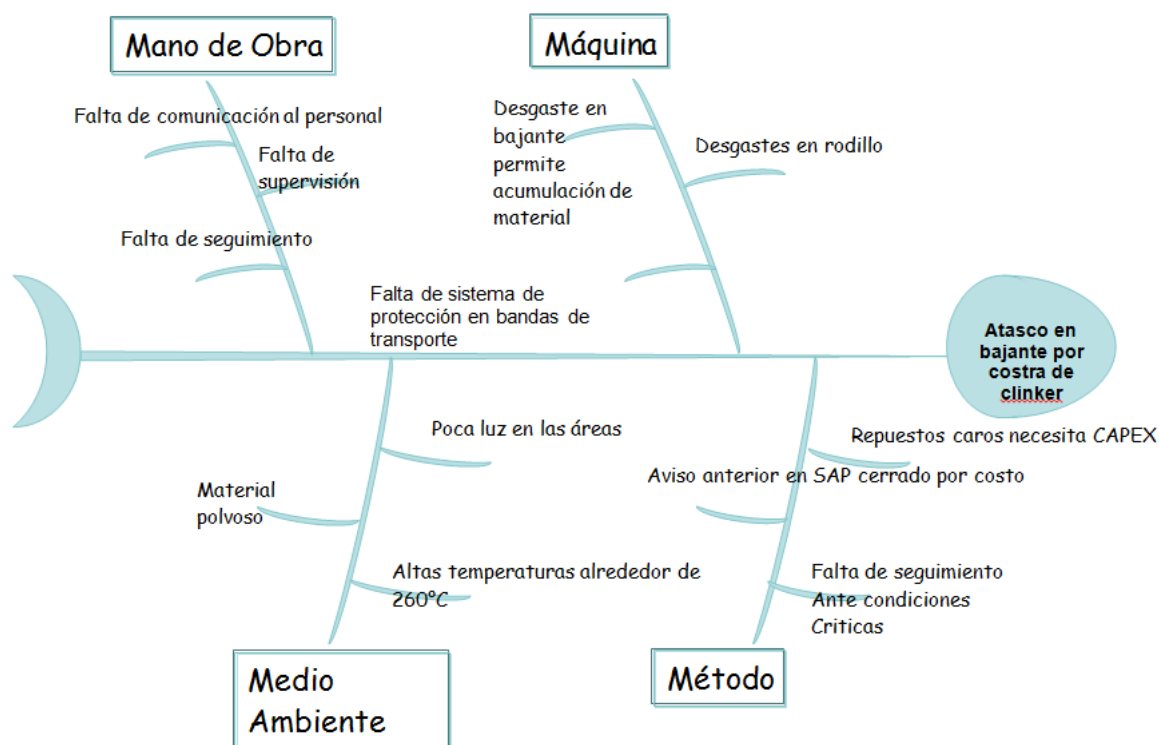 Mano de Obra
Falta de comunicación al personal
Falta de
supervisión
Falta de seguimiento
Máquina
Desgaste en
bajante
permite
acumulación de
material
Desgastes en rodillo
Falta de sistema de
protección en bandas de
transporte
Atasco en
bajante por
costra de
clinker
Poca luz en las áreas
Material
polvoso
Altas temperaturas alrededor de
260°C
Medio
Ambiente
Repuestos caros necesita CAPEX
Aviso anterior en SAP cerrado por costo
Falta de seguimiento
Ante condiciones
Criticas
Método